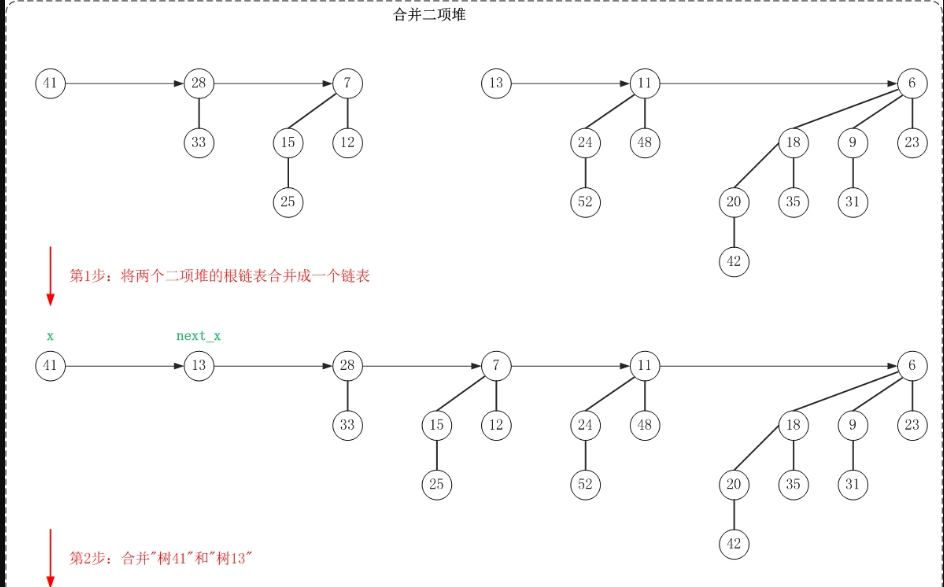 合并二项堆
41 28 7 13 11 6
33 15 12 24 48 18 9 23
25 52 20 35 31
42
第1步：将两个二项堆的根链表合并成一个链表
x next_x
41 13 28 7 11 6
33 15 12 24 48 18 9 23
25 52 20 35 31
42
第2步：合并"树41"和"树13"